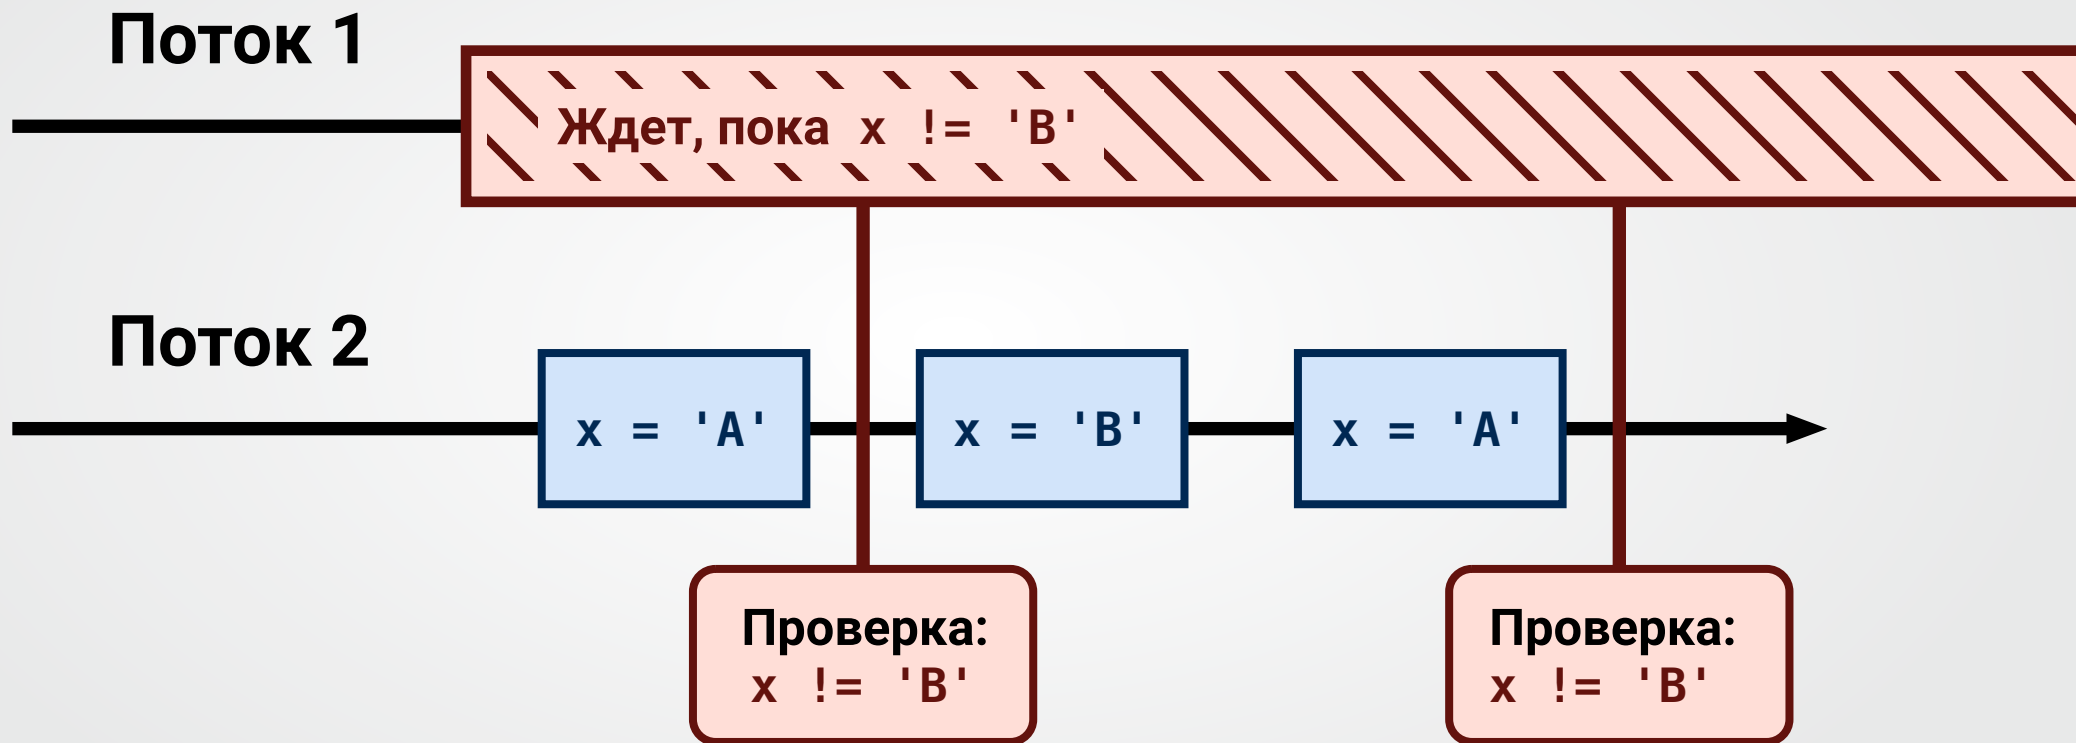 Поток 1
Ждет, пока x != 'B'
Поток 2
x = 'A'
x = 'B'
x = 'A'
Проверка:
x != 'B'
Проверка:
x != 'B'